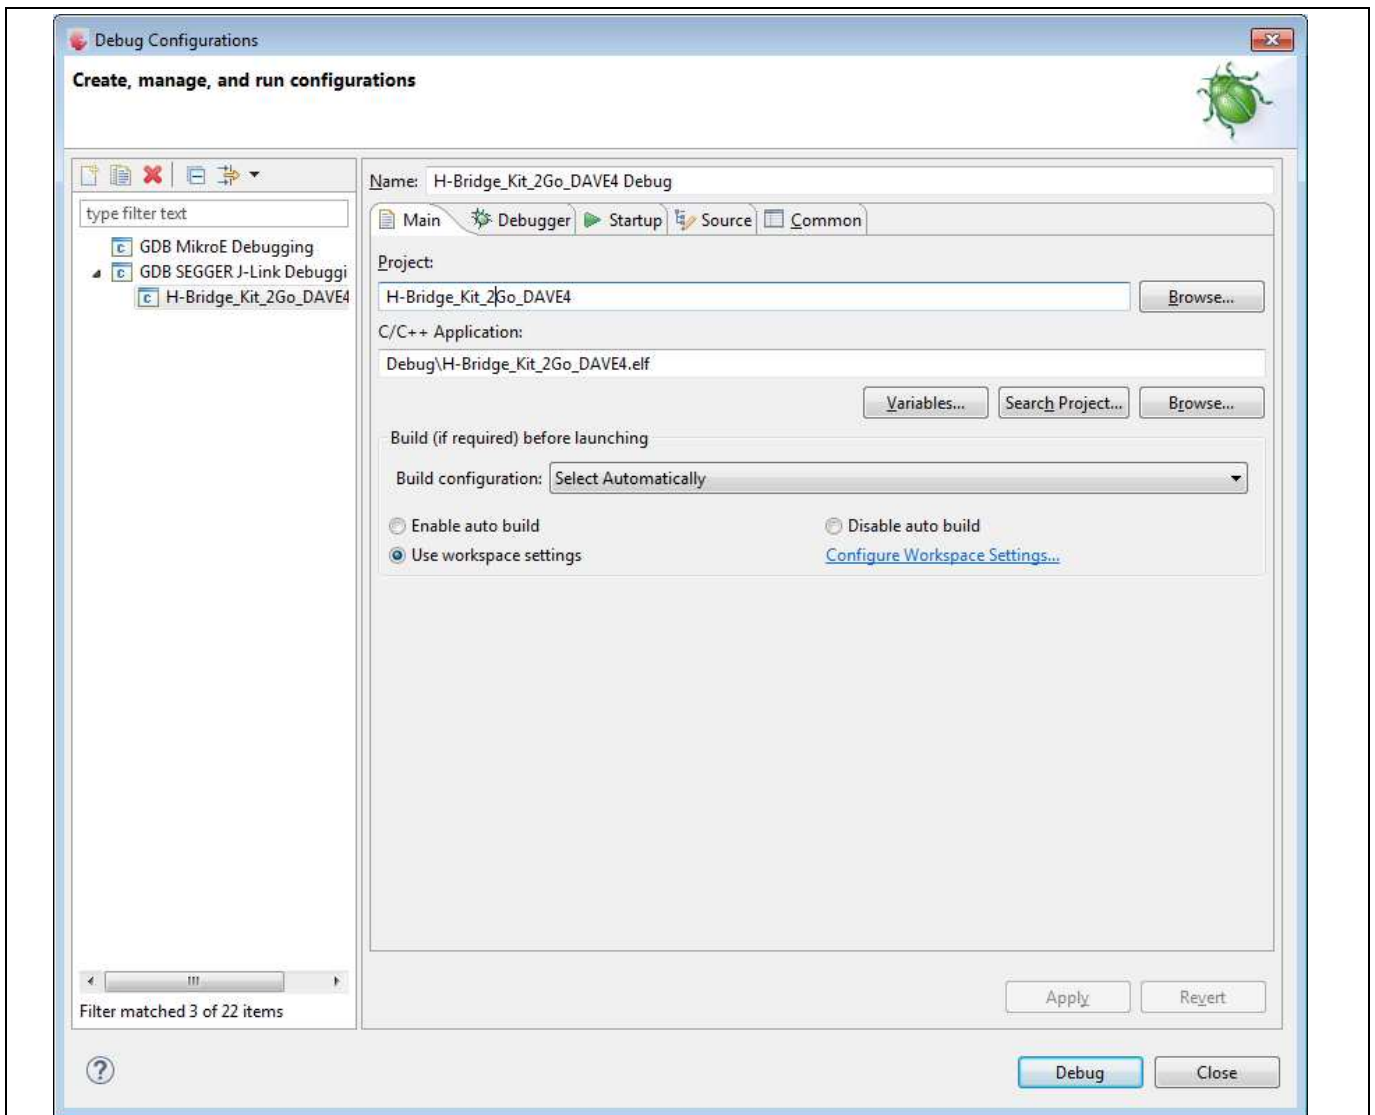 Debug Configurations
Create, manage, and run configurations
type filter text
GDB MikroE Debugging
GDB SEGGER J-Link Debuggi
H-Bridge_Kit_2Go_DAVE4
Filter matched 3 of 22 items
Name: H-Bridge_Kit_2Go_DAVE4 Debug
Main Debugger Startup Source Common
Project:
H-Bridge_Kit_2Go_DAVE4 Browse...
C/C++ Application:
Debug\H-Bridge_Kit_2Go_DAVE4.elf
Variables... Search Project... Browse...
Build (if required) before launching
Build configuration: Select Automatically
Enable auto build Disable auto build
Use workspace settings Configure Workspace Settings...
Apply Revert
? Debug Close